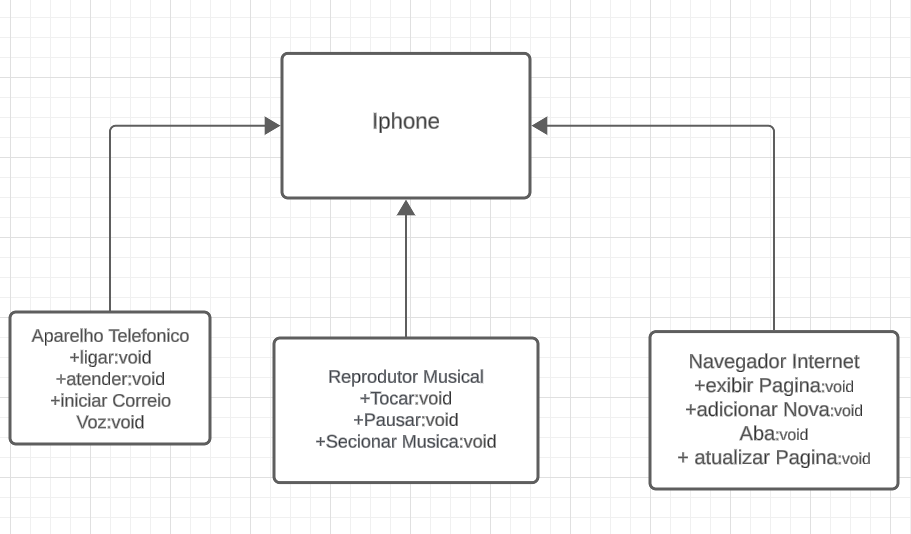 Iphone
Aparelho Telefonico
+ligar:void
+atender:void
+iniciar Correio
Voz:void
Reprodutor Musical
+Tocar:void
+Pausar:void
+Secionar Musica:void
Navegador Internet
+exibir Pagina:void
+adicionar Nova:void
Aba:void
+ atualizar Pagina:void